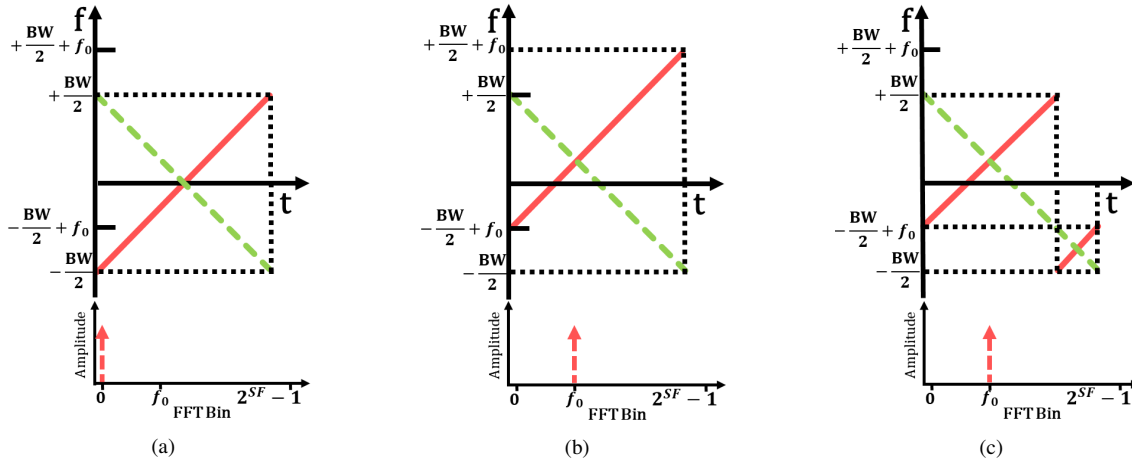 f
+BW/2 + f₀
+BW/2
t
−BW/2 + f₀
−BW/2
Amplitude
0 f₀ 2^SF − 1
FFT Bin
(a)
f
+BW/2 + f₀
+BW/2
t
−BW/2 + f₀
−BW/2
Amplitude
0 f₀ 2^SF − 1
FFT Bin
(b)
f
+BW/2 + f₀
+BW/2
t
−BW/2 + f₀
−BW/2
Amplitude
0 f₀ 2^SF − 1
FFT Bin
(c)